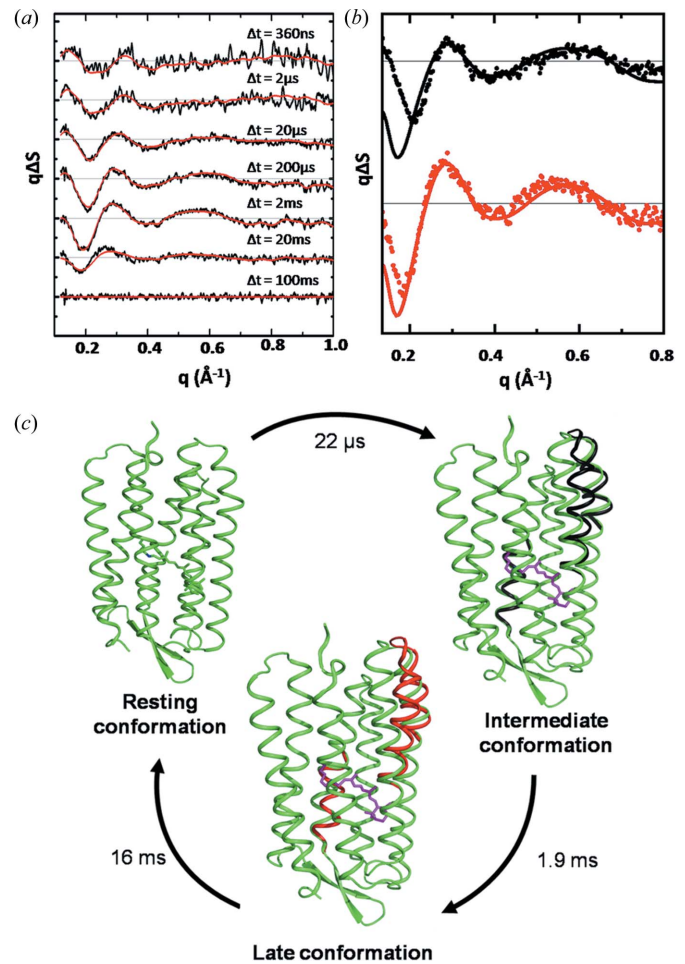 (a)
qΔS
Δt = 360ns
Δt = 2μs
Δt = 20μs
Δt = 200μs
Δt = 2ms
Δt = 20ms
Δt = 100ms
0.2 0.4 0.6 0.8 1.0
q (Å⁻¹)
(b)
qΔS
0.2 0.4 0.6 0.8
q (Å⁻¹)
(c)
22 μs
Resting
conformation
Intermediate
conformation
16 ms
1.9 ms
Late conformation